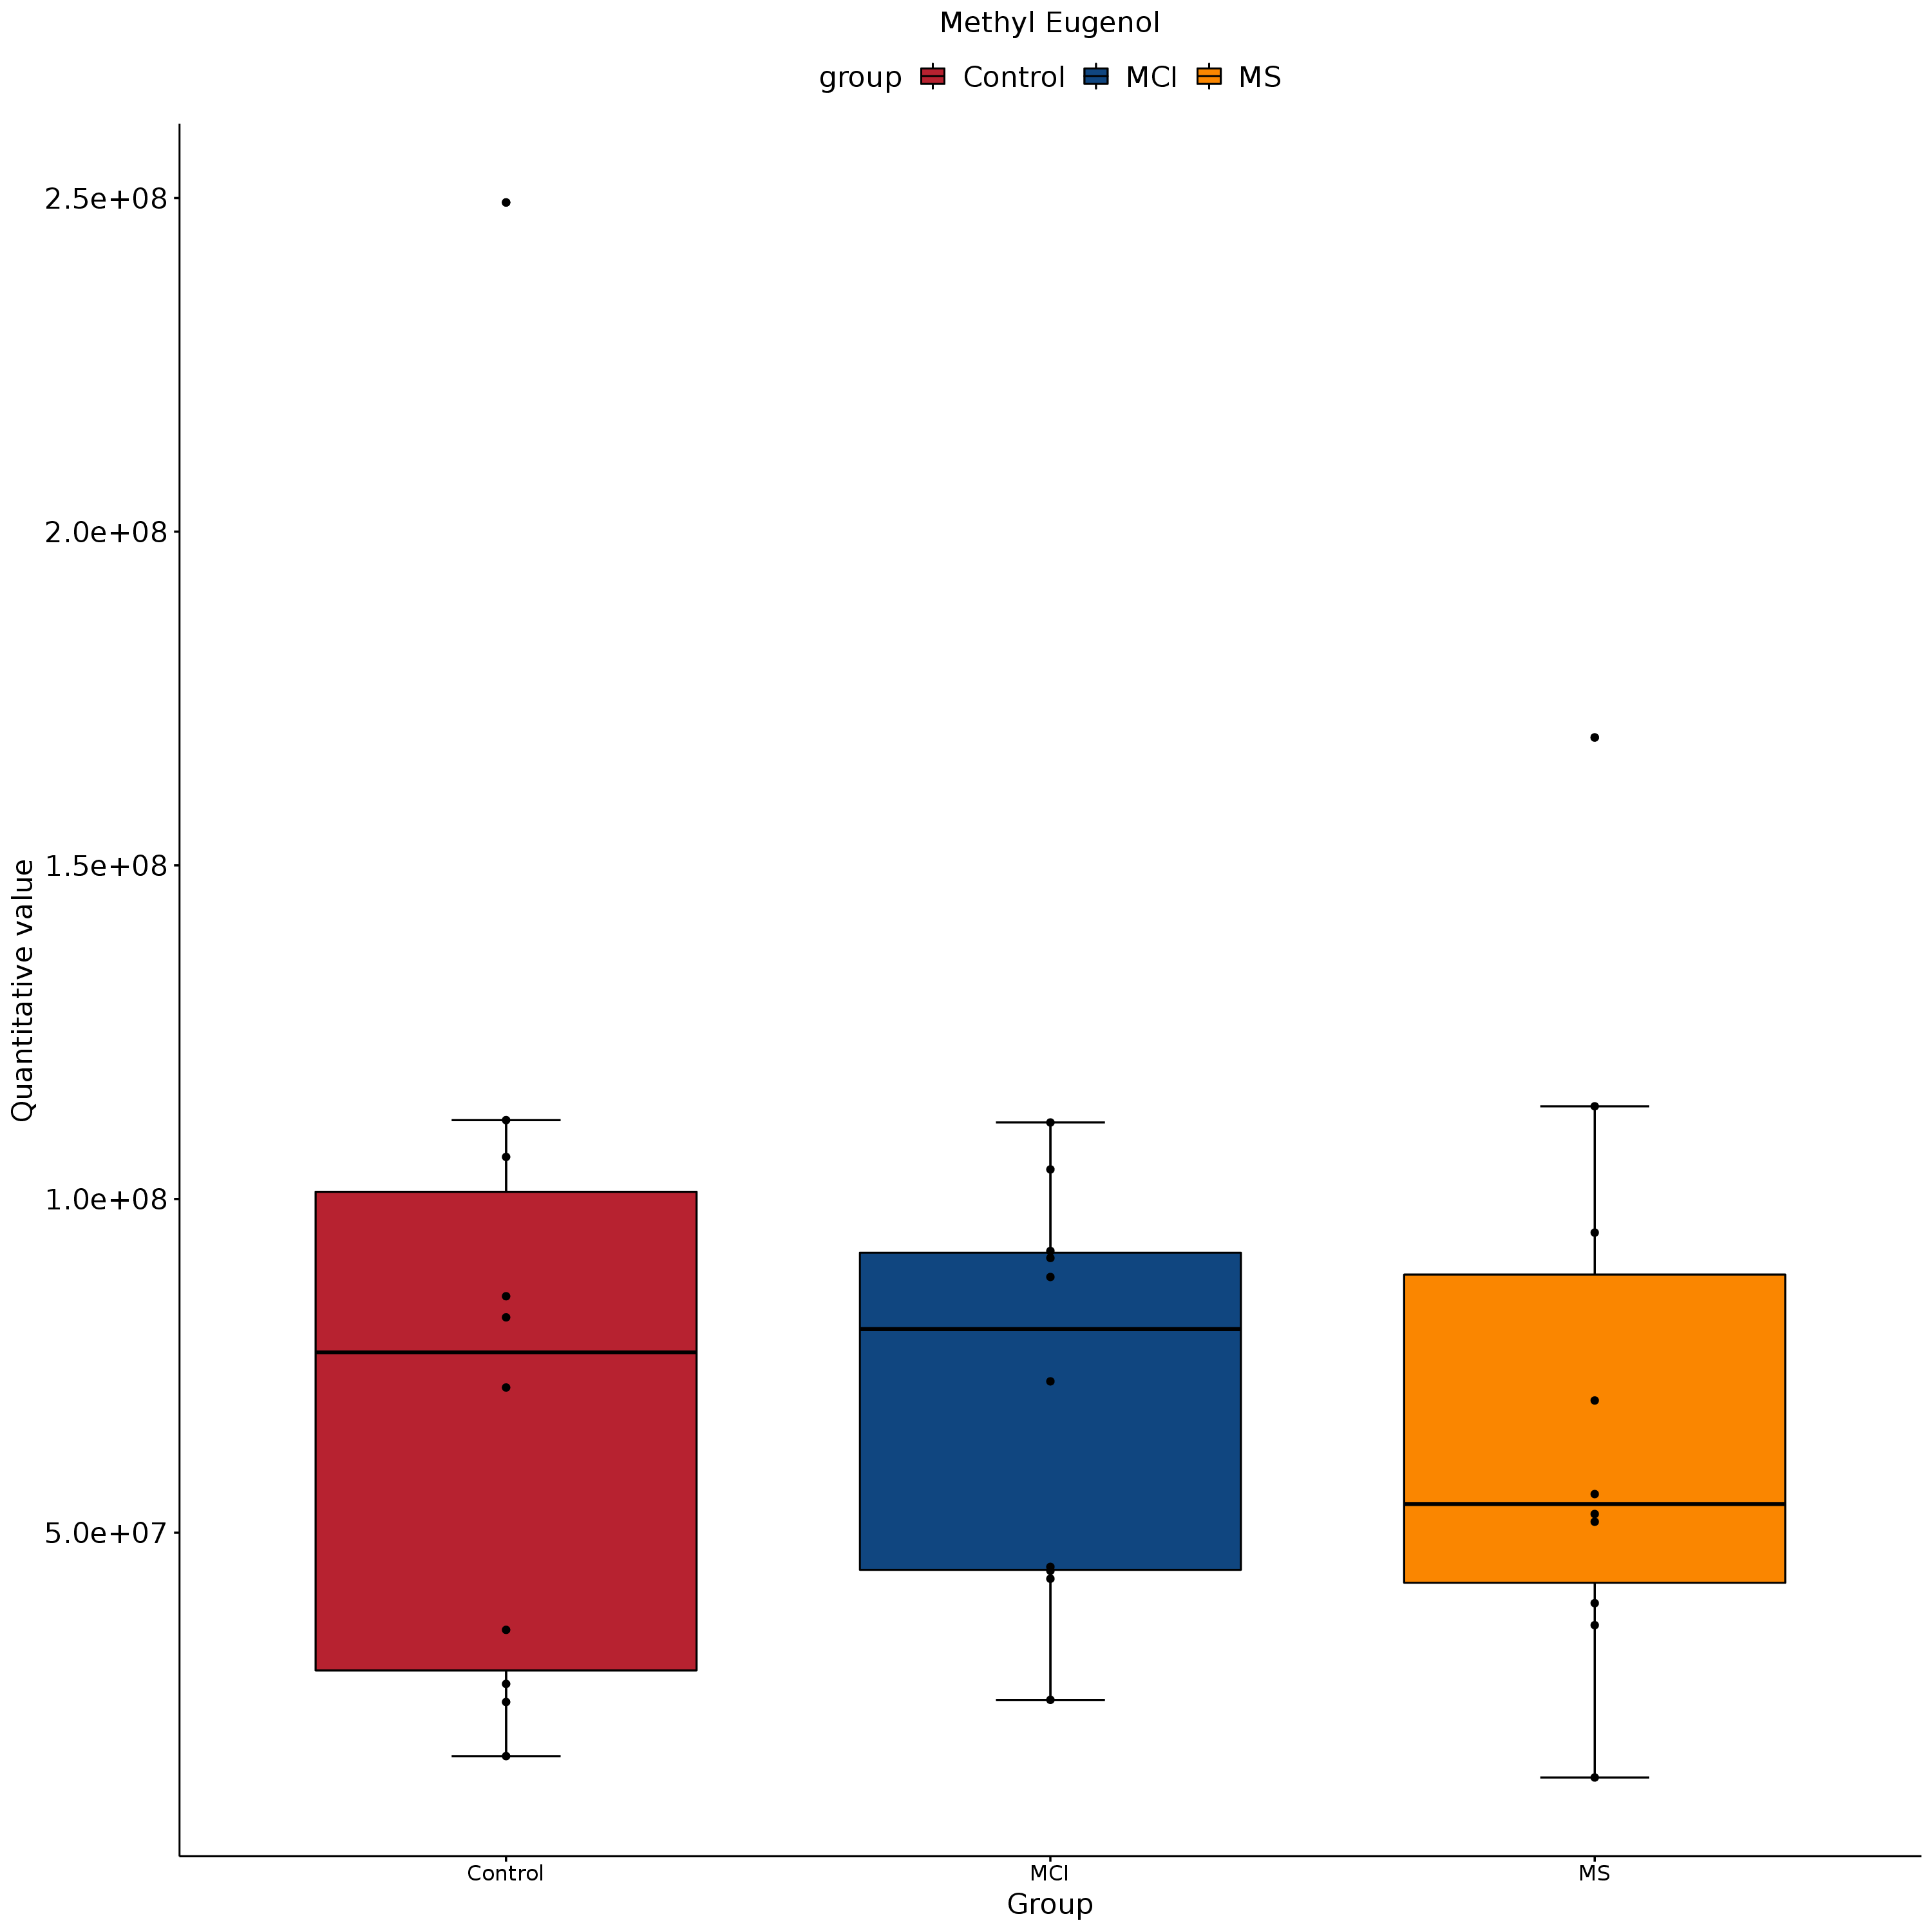 Methyl Eugenol
group Control MCI MS
Quantitative value
2.5e+08
2.0e+08
1.5e+08
1.0e+08
5.0e+07
Control MCI MS
Group